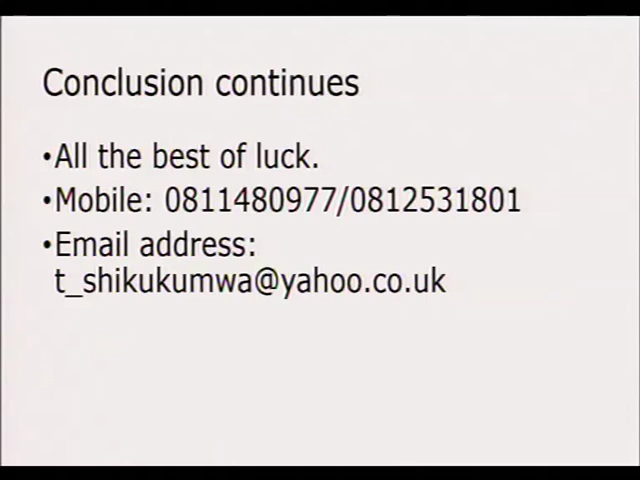 Conclusion continues
•All the best of luck.
•Mobile: 0811480977/0812531801
•Email address:
t_shikukumwa@yahoo.co.uk